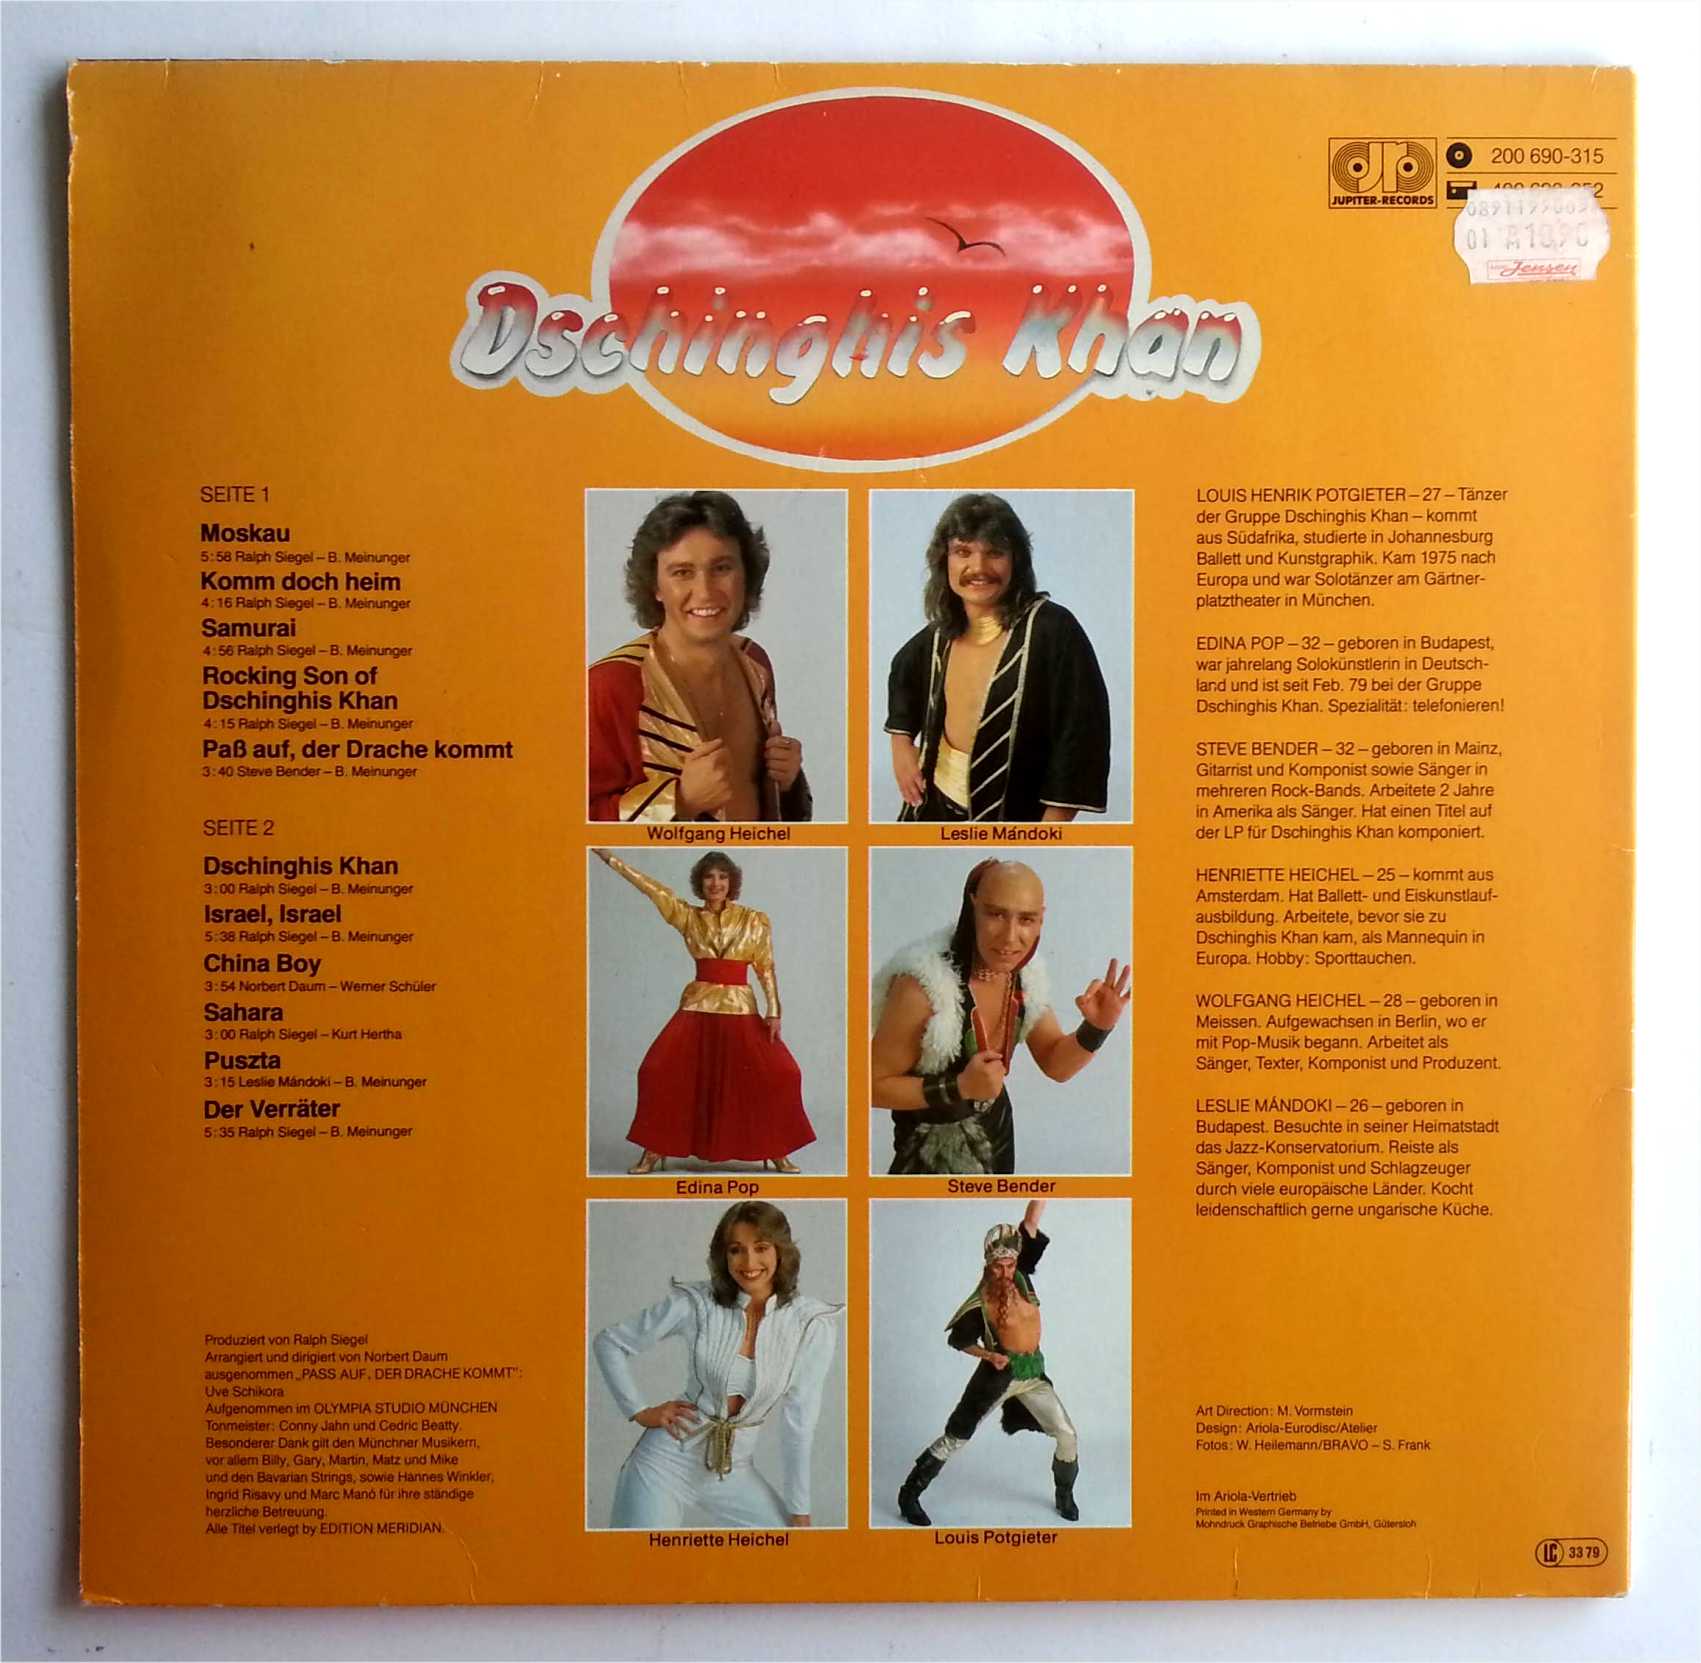 Dschinghis Khan
JUPITER-RECORDS
200 690-315
Jensen
SEITE 1
Moskau
5:58 Ralph Siegel – B. Meinunger
Komm doch heim
4:16 Ralph Siegel – B. Meinunger
Samurai
4:56 Ralph Siegel – B. Meinunger
Rocking Son of
Dschinghis Khan
4:15 Ralph Siegel – B. Meinunger
Paß auf, der Drache kommt
3:40 Steve Bender – B. Meinunger
SEITE 2
Dschinghis Khan
3:00 Ralph Siegel – B. Meinunger
Israel, Israel
5:38 Ralph Siegel – B. Meinunger
China Boy
3:54 Norbert Daum – Werner Schüler
Sahara
3:00 Ralph Siegel – Kurt Hertha
Puszta
3:15 Leslie Mándoki – B. Meinunger
Der Verräter
5:35 Ralph Siegel – B. Meinunger
Produziert von Ralph Siegel
Arrangiert und dirigiert von Norbert Daum
ausgenommen „PASS AUF, DER DRACHE KOMMT":
Uve Schikora
Aufgenommen im OLYMPIA STUDIO MÜNCHEN
Tonmeister: Conny Jahn und Cedric Beatty.
Besonderer Dank gilt den Münchner Musikern,
vor allem Billy, Gary, Martin, Matz und Mike
und den Bavarian Strings, sowie Hannes Winkler,
Ingrid Risavy und Marc Manó für ihre ständige
herzliche Betreuung.
Alle Titel verlegt by EDITION MERIDIAN.
Wolfgang Heichel
Leslie Mándoki
Edina Pop
Steve Bender
Henriette Heichel
Louis Potgieter
LOUIS HENRIK POTGIETER – 27 – Tänzer
der Gruppe Dschinghis Khan – kommt
aus Südafrika, studierte in Johannesburg
Ballett und Kunstgraphik. Kam 1975 nach
Europa und war Solotänzer am Gärtner-
platztheater in München.
EDINA POP – 32 – geboren in Budapest,
war jahrelang Solokünstlerin in Deutsch-
land und ist seit Feb. 79 bei der Gruppe
Dschinghis Khan. Spezialität: telefonieren!
STEVE BENDER – 32 – geboren in Mainz,
Gitarrist und Komponist sowie Sänger in
mehreren Rock-Bands. Arbeitete 2 Jahre
in Amerika als Sänger. Hat einen Titel auf
der LP für Dschinghis Khan komponiert.
HENRIETTE HEICHEL – 25 – kommt aus
Amsterdam. Hat Ballett- und Eiskunstlauf-
ausbildung. Arbeitete, bevor sie zu
Dschinghis Khan kam, als Mannequin in
Europa. Hobby: Sporttauchen.
WOLFGANG HEICHEL – 28 – geboren in
Meissen. Aufgewachsen in Berlin, wo er
mit Pop-Musik begann. Arbeitet als
Sänger, Texter, Komponist und Produzent.
LESLIE MÁNDOKI – 26 – geboren in
Budapest. Besuchte in seiner Heimatstadt
das Jazz-Konservatorium. Reiste als
Sänger, Komponist und Schlagzeuger
durch viele europäische Länder. Kocht
leidenschaftlich gerne ungarische Küche.
Art Direction: M. Vormstein
Design: Ariola-Eurodisc/Atelier
Fotos: W. Heilemann/BRAVO – S. Frank
Im Ariola-Vertrieb
Printed in Western Germany by
Mohndruck Graphische Betriebe GmbH, Gütersloh
LC 3379